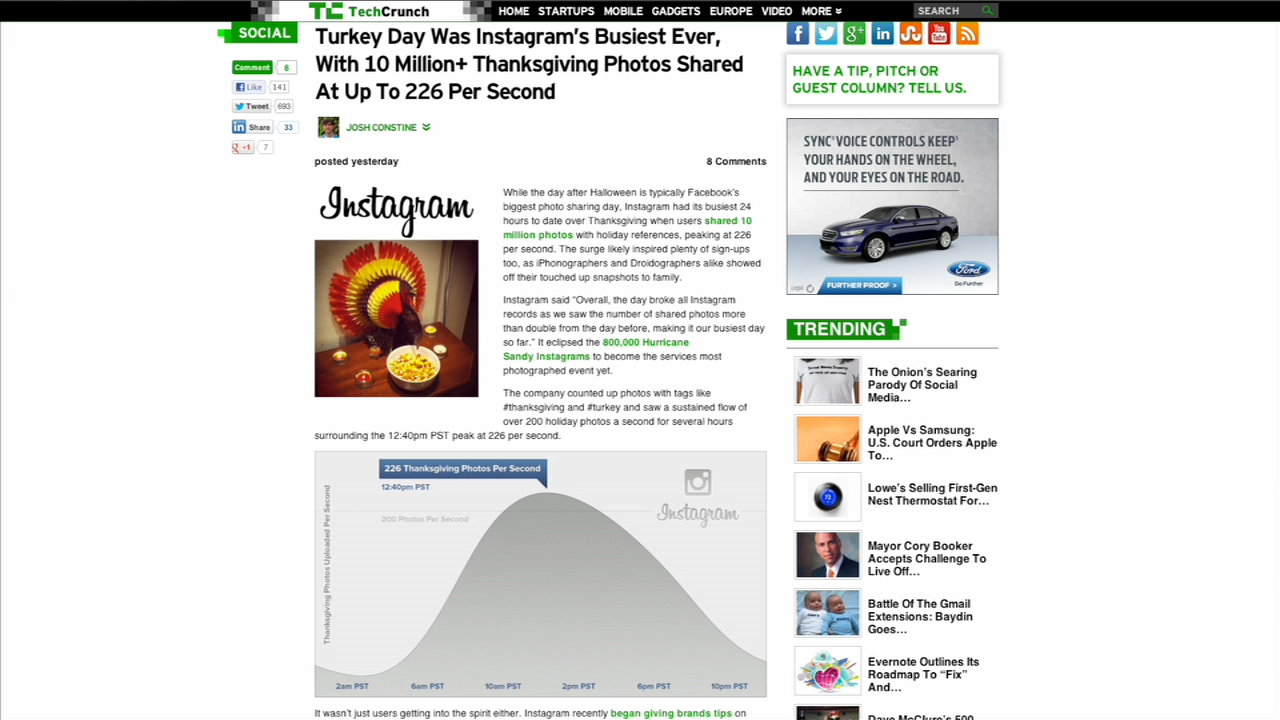 TC TechCrunch
HOME STARTUPS MOBILE GADGETS EUROPE VIDEO MORE
SEARCH
SOCIAL
Comment 8
Like 141
Tweet 693
in Share 33
+1 7
Turkey Day Was Instagram's Busiest Ever,
With 10 Million+ Thanksgiving Photos Shared
At Up To 226 Per Second
JOSH CONSTINE
posted yesterday
8 Comments
Instagram
While the day after Halloween is typically Facebook's
biggest photo sharing day, Instagram had its busiest 24
hours to date over Thanksgiving when users shared 10
million photos with holiday references, peaking at 226
per second. The surge likely inspired plenty of sign-ups
too, as iPhonographers and Droidographers alike showed
off their touched up snapshots to family.
Instagram said “Overall, the day broke all Instagram
records as we saw the number of shared photos more
than double from the day before, making it our busiest day
so far.” It eclipsed the 800,000 Hurricane
Sandy Instagrams to become the services most
photographed event yet.
The company counted up photos with tags like
#thanksgiving and #turkey and saw a sustained flow of
over 200 holiday photos a second for several hours
surrounding the 12:40pm PST peak at 226 per second.
226 Thanksgiving Photos Per Second
12:40pm PST
200 Photos Per Second
Instagram
Thanksgiving Photos Uploaded Per Second
2am PST 6am PST 10am PST 2pm PST 6pm PST 10pm PST
It wasn't just users getting into the spirit either. Instagram recently began giving brands tips on
f g+ in You Tube
HAVE A TIP, PITCH OR
GUEST COLUMN? TELL US.
SYNC® VOICE CONTROLS KEEP
YOUR HANDS ON THE WHEEL,
AND YOUR EYES ON THE ROAD.
Legal
FURTHER PROOF >
Ford
Go Further
TRENDING
The Onion's Searing
Parody Of Social
Media…
Apple Vs Samsung:
U.S. Court Orders Apple
To…
Lowe's Selling First-Gen
Nest Thermostat For…
Mayor Cory Booker
Accepts Challenge To
Live Off…
Battle Of The Gmail
Extensions: Baydin
Goes…
Evernote Outlines Its
Roadmap To “Fix”
And…
Dave McClure's 500